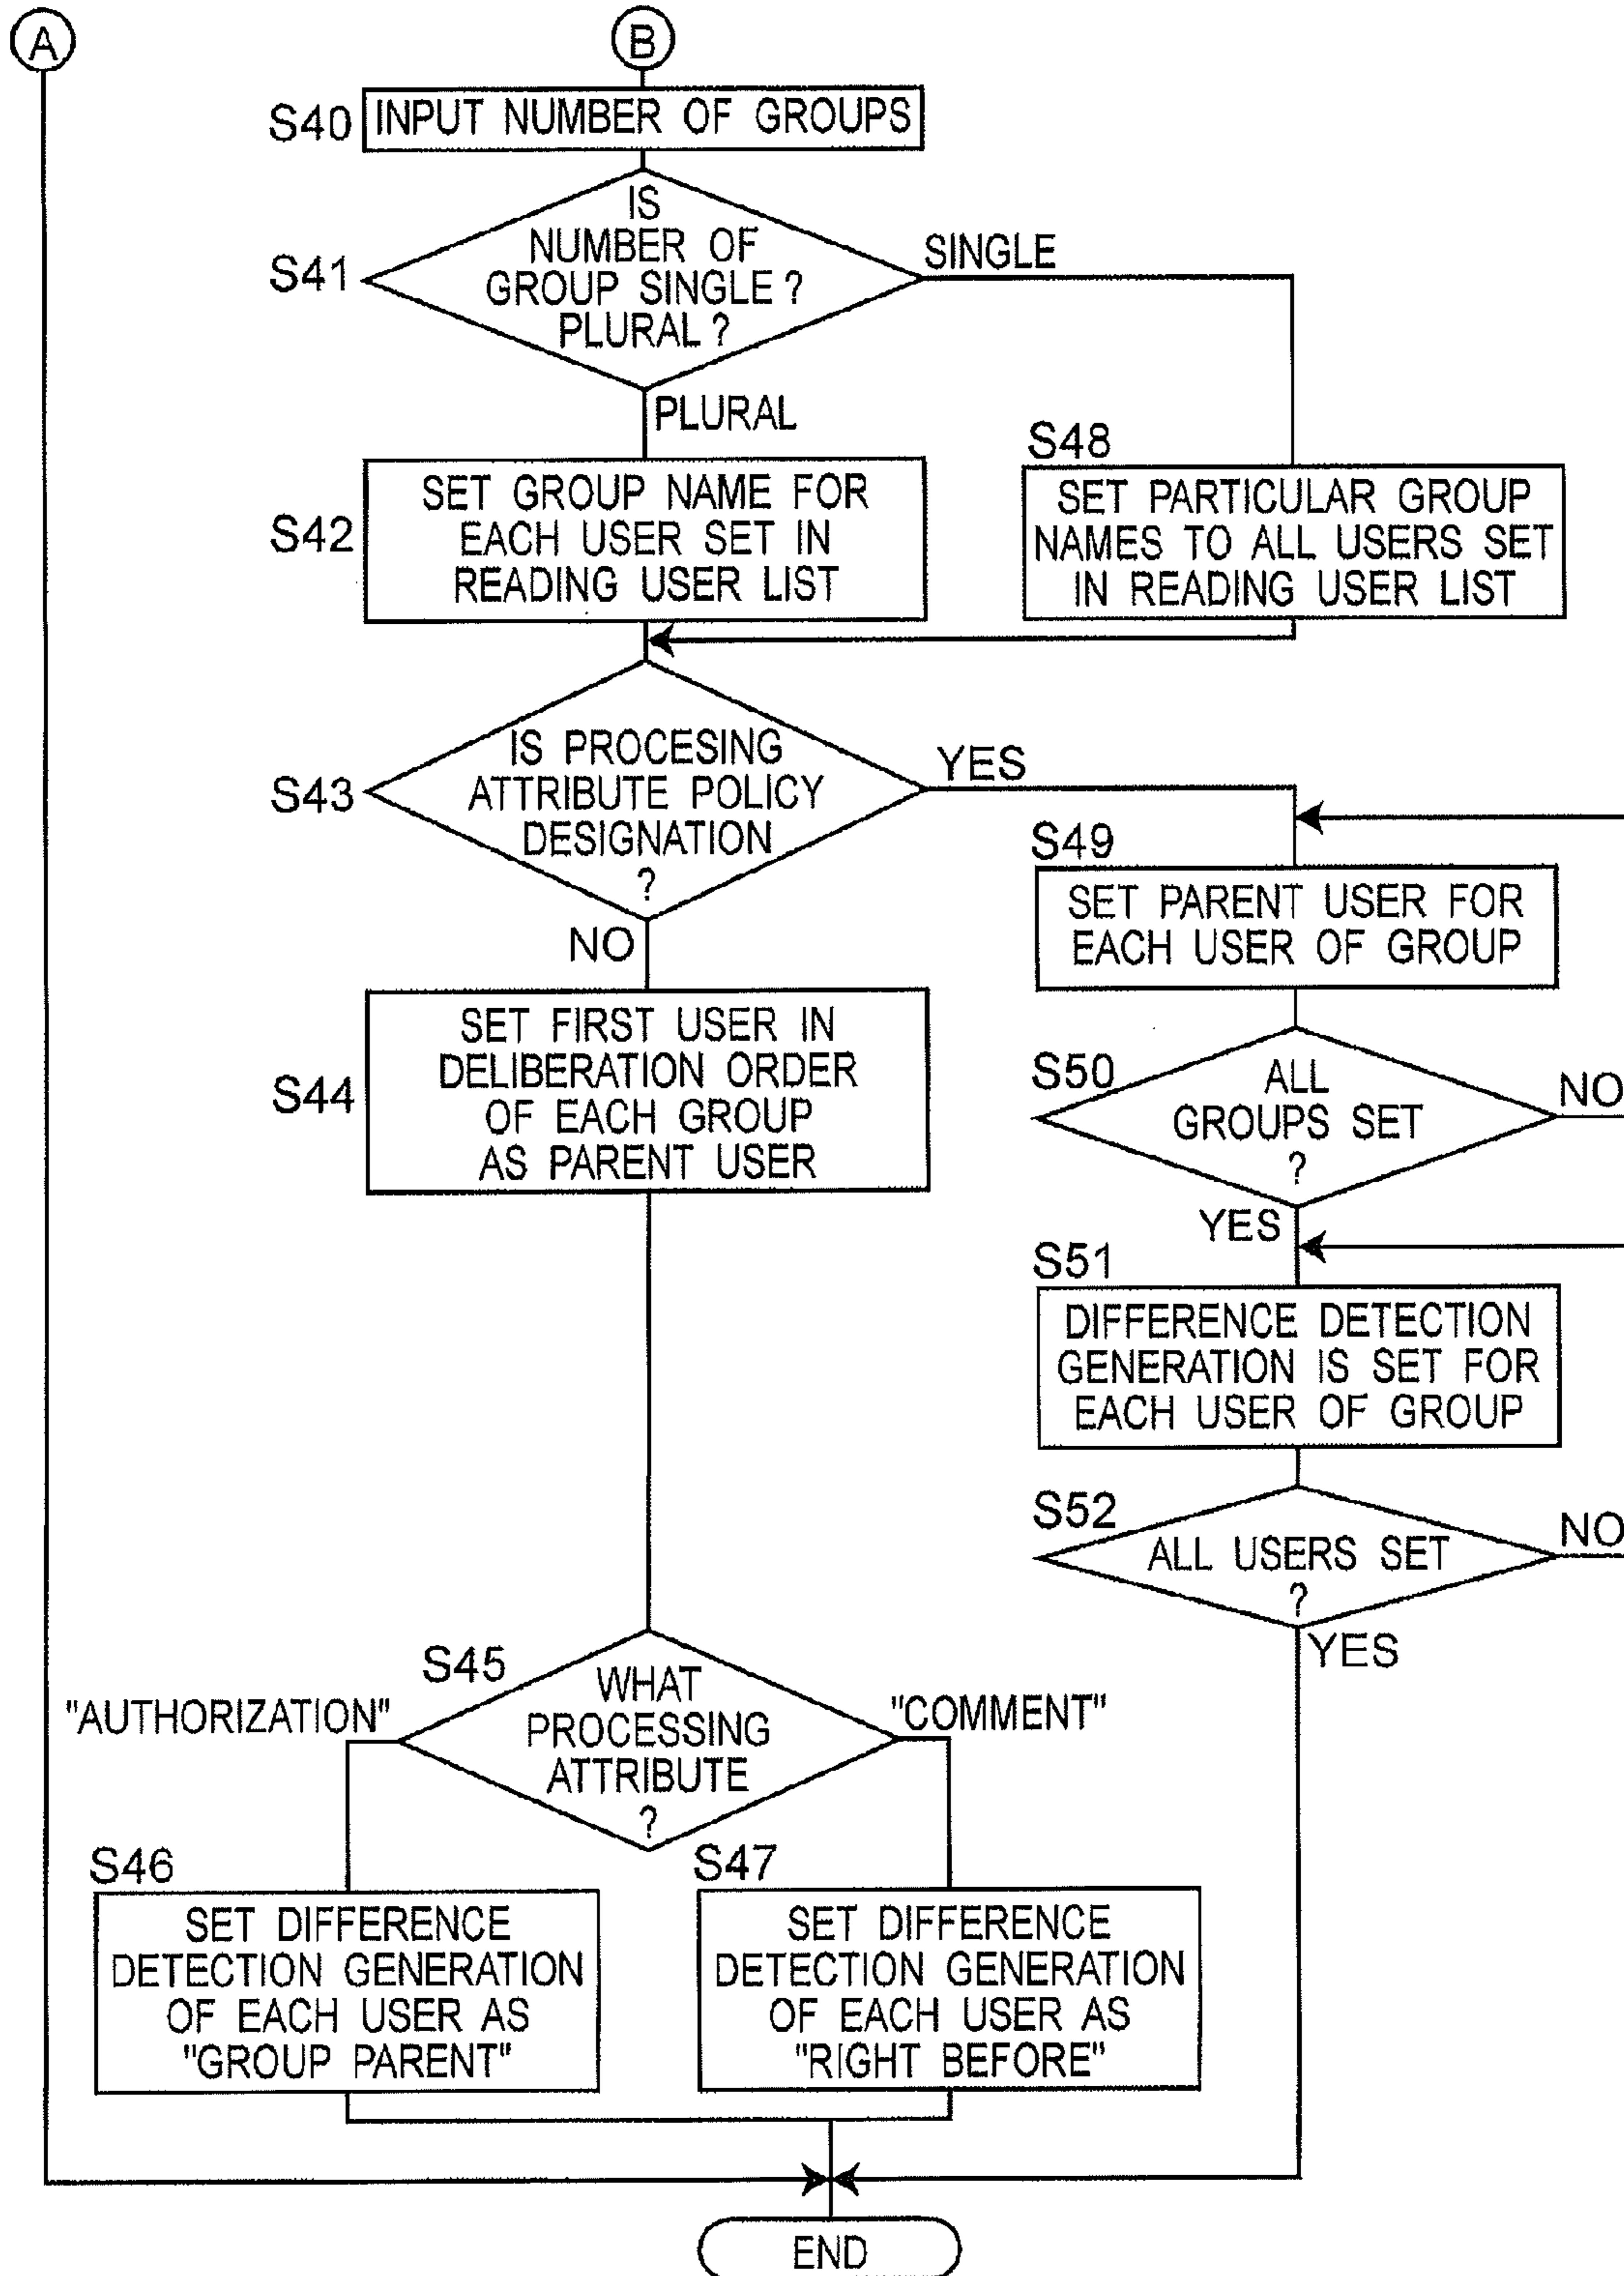 A
B
S40
INPUT NUMBER OF GROUPS
S41
IS
NUMBER OF
GROUP SINGLE ?
PLURAL ?
SINGLE
PLURAL
S42
SET GROUP NAME FOR
EACH USER SET IN
READING USER LIST
S48
SET PARTICULAR GROUP
NAMES TO ALL USERS SET
IN READING USER LIST
S43
IS PROCESING
ATTRIBUTE POLICY
DESIGNATION
?
YES
NO
S49
SET PARENT USER FOR
EACH USER OF GROUP
S44
SET FIRST USER IN
DELIBERATION ORDER
OF EACH GROUP
AS PARENT USER
S50
ALL
GROUPS SET
?
NO
YES
S51
DIFFERENCE DETECTION
GENERATION IS SET FOR
EACH USER OF GROUP
S52
ALL USERS SET
?
NO
YES
S45
WHAT
PROCESSING
ATTRIBUTE
?
"AUTHORIZATION"
"COMMENT"
S46
SET DIFFERENCE
DETECTION GENERATION
OF EACH USER AS
"GROUP PARENT"
S47
SET DIFFERENCE
DETECTION GENERATION
OF EACH USER AS
"RIGHT BEFORE"
END